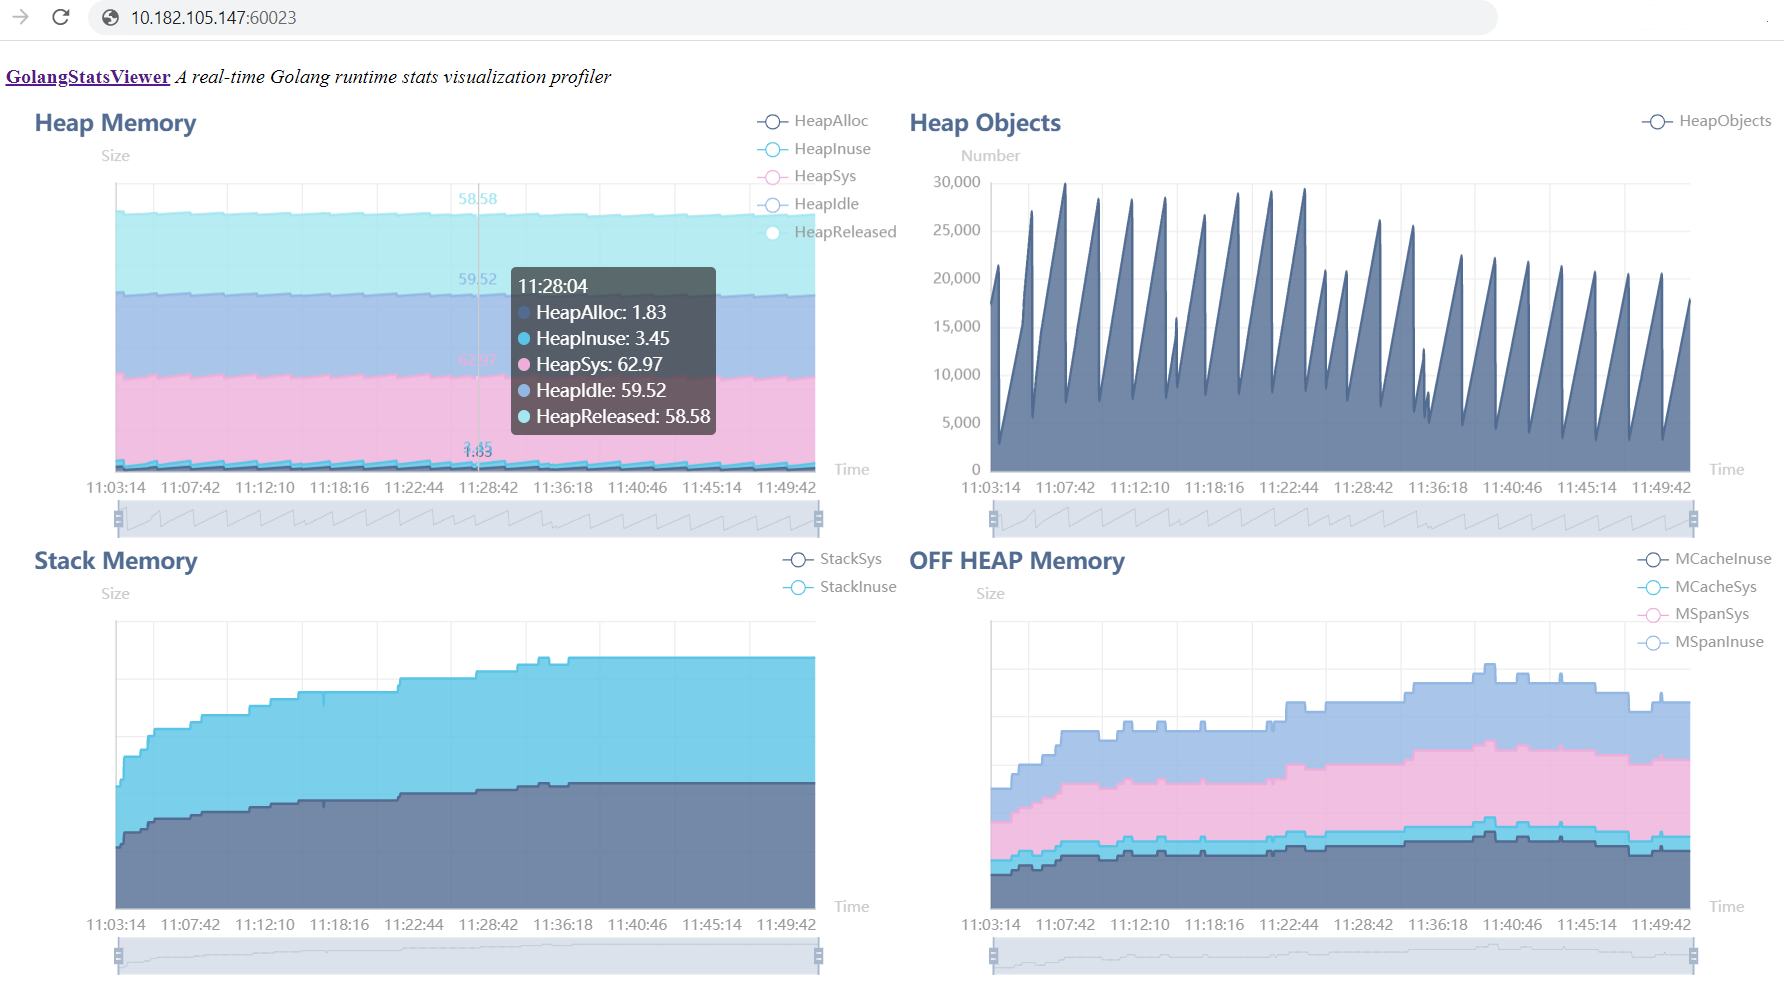 10.182.105.147:60023
GolangStatsViewer A real-time Golang runtime stats visualization profiler
Heap Memory
HeapAlloc
HeapInuse
HeapSys
HeapIdle
HeapReleased
Size
58.58
59.52
62.97
3.45
1.83
11:28:04
HeapAlloc: 1.83
HeapInuse: 3.45
HeapSys: 62.97
HeapIdle: 59.52
HeapReleased: 58.58
Time
11:03:14 11:07:42 11:12:10 11:18:16 11:22:44 11:28:42 11:36:18 11:40:46 11:45:14 11:49:42
Heap Objects
HeapObjects
Number
30,000
25,000
20,000
15,000
10,000
5,000
0
Time
11:03:14 11:07:42 11:12:10 11:18:16 11:22:44 11:28:42 11:36:18 11:40:46 11:45:14 11:49:42
Stack Memory
StackSys
StackInuse
Size
Time
11:03:14 11:07:42 11:12:10 11:18:16 11:22:44 11:28:42 11:36:18 11:40:46 11:45:14 11:49:42
OFF HEAP Memory
MCacheInuse
MCacheSys
MSpanSys
MSpanInuse
Size
Time
11:03:14 11:07:42 11:12:10 11:18:16 11:22:44 11:28:42 11:36:18 11:40:46 11:45:14 11:49:42